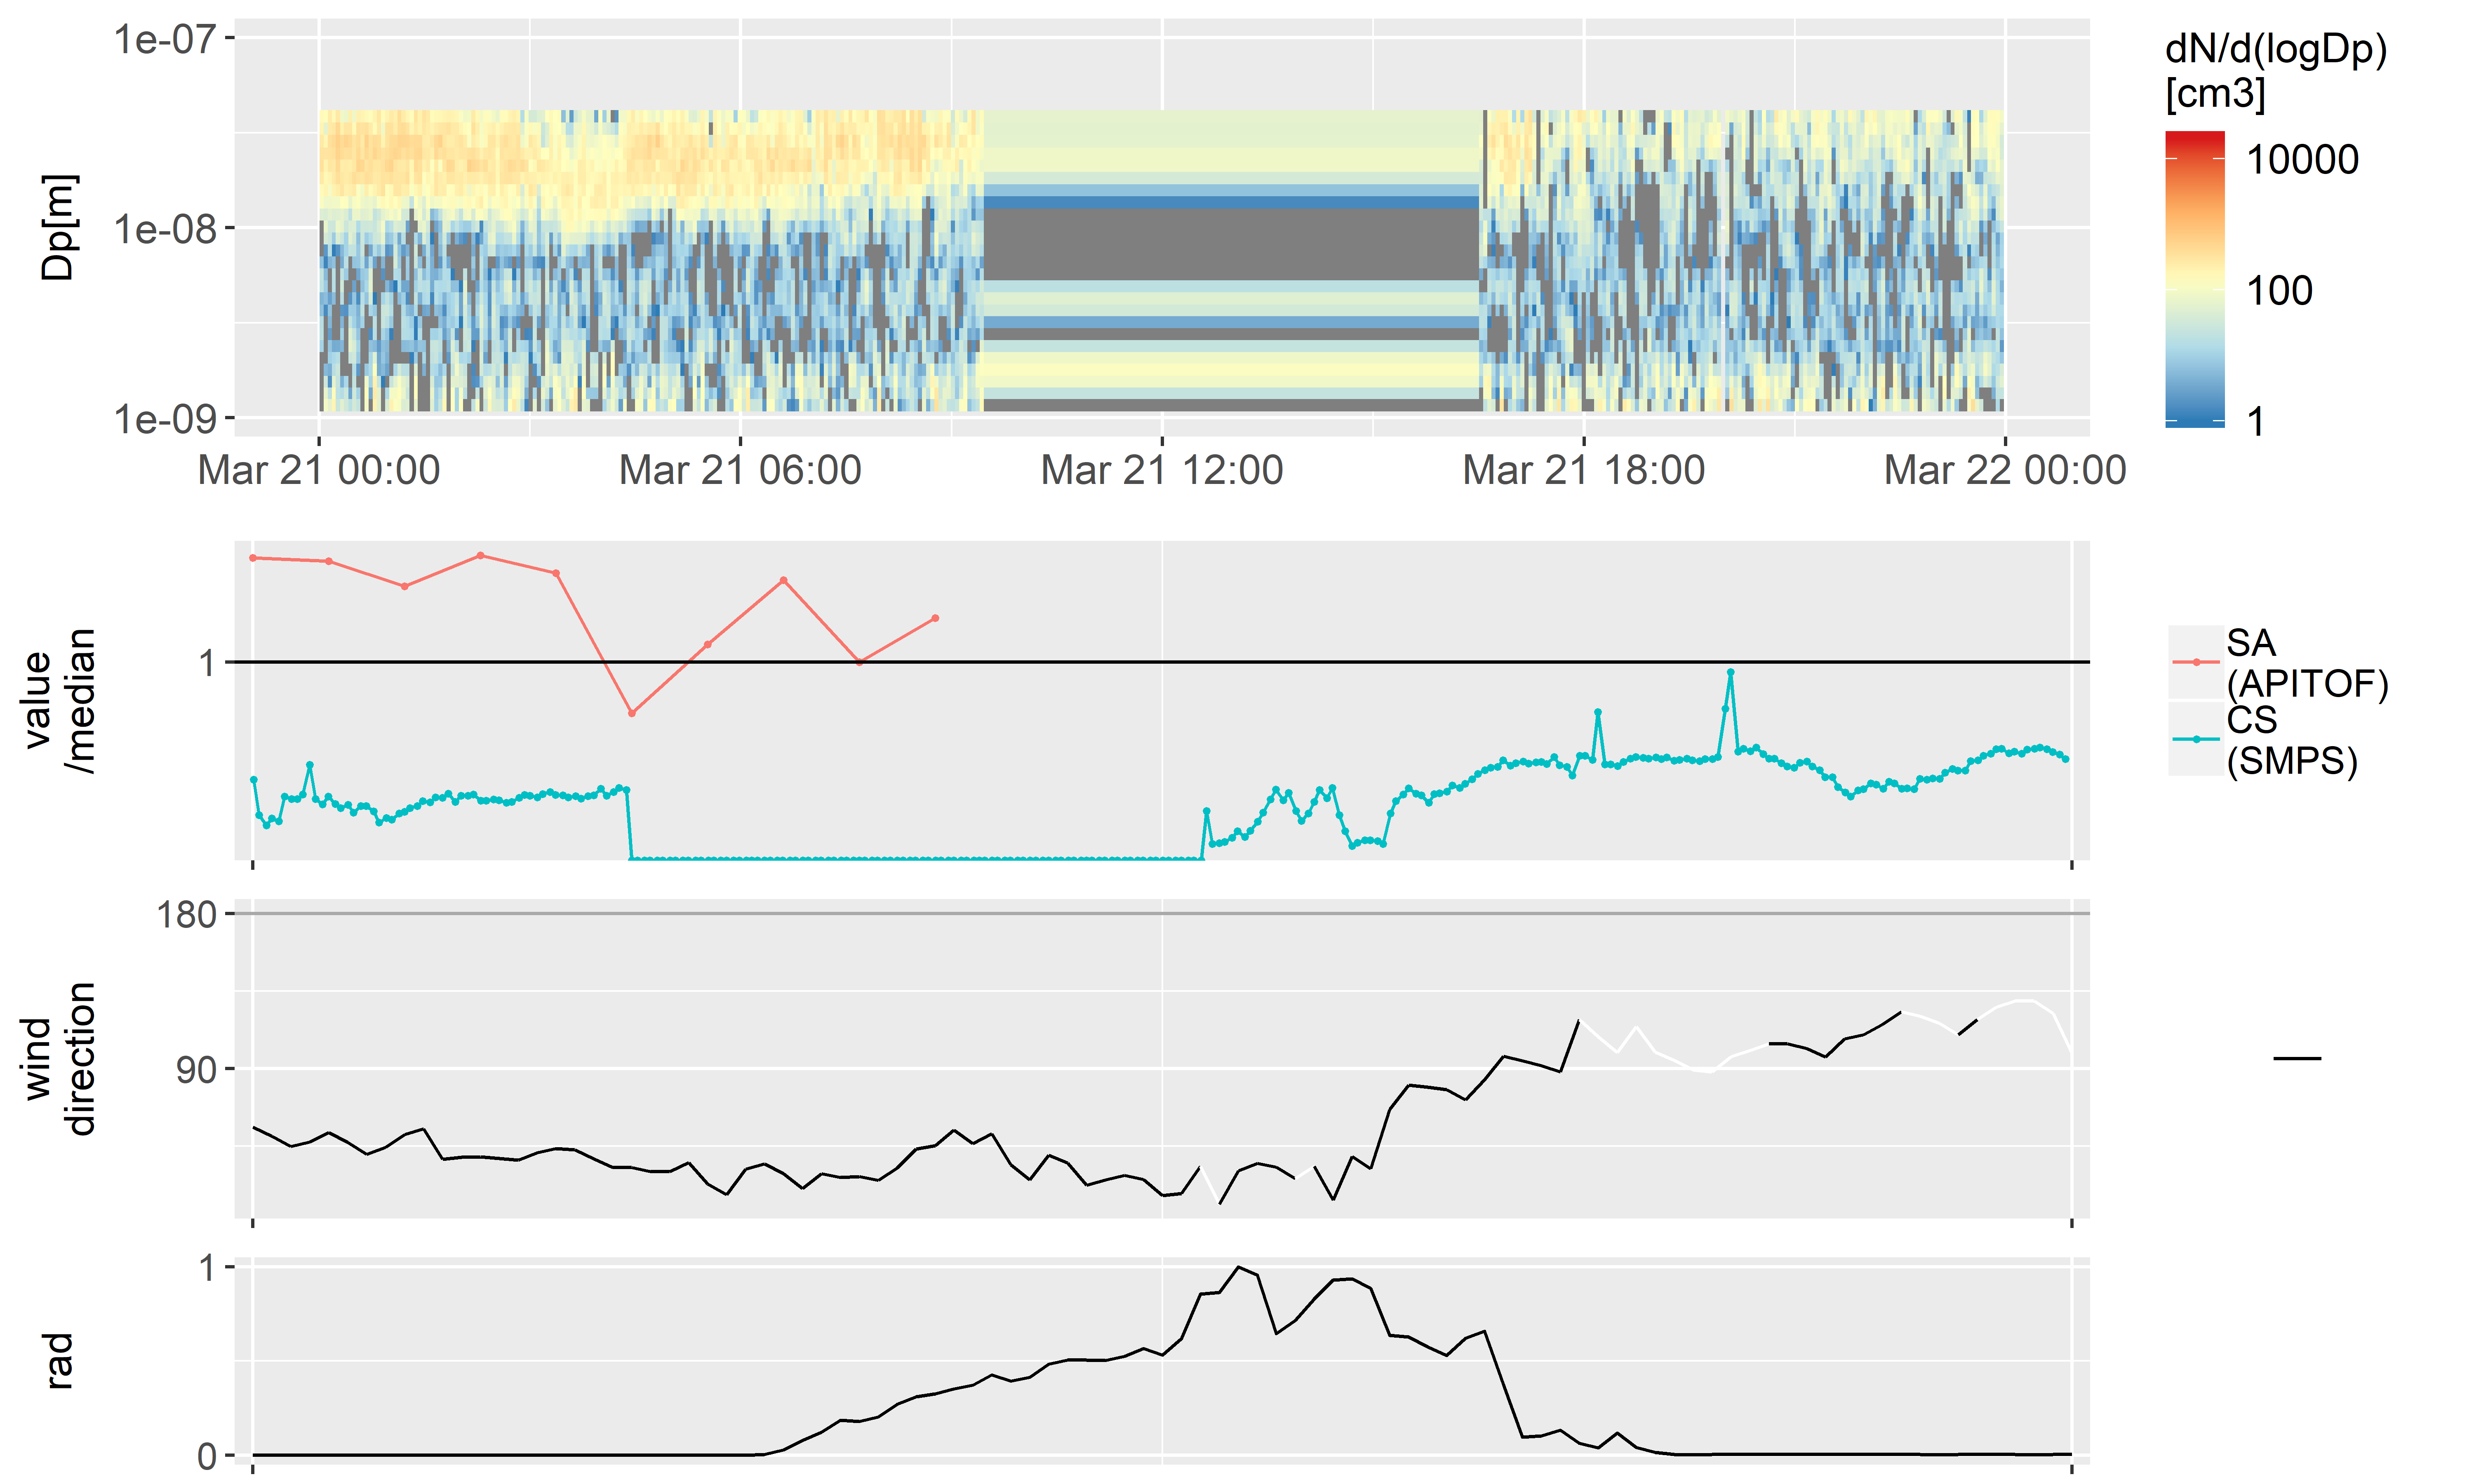 1e-07
1e-08
1e-09
Dp[m]
Mar 21 00:00
Mar 21 06:00
Mar 21 12:00
Mar 21 18:00
Mar 22 00:00
dN/d(logDp)
[cm3]
10000
100
1
value
/median
1
SA
(APITOF)
CS
(SMPS)
wind
direction
180
90
rad
1
0